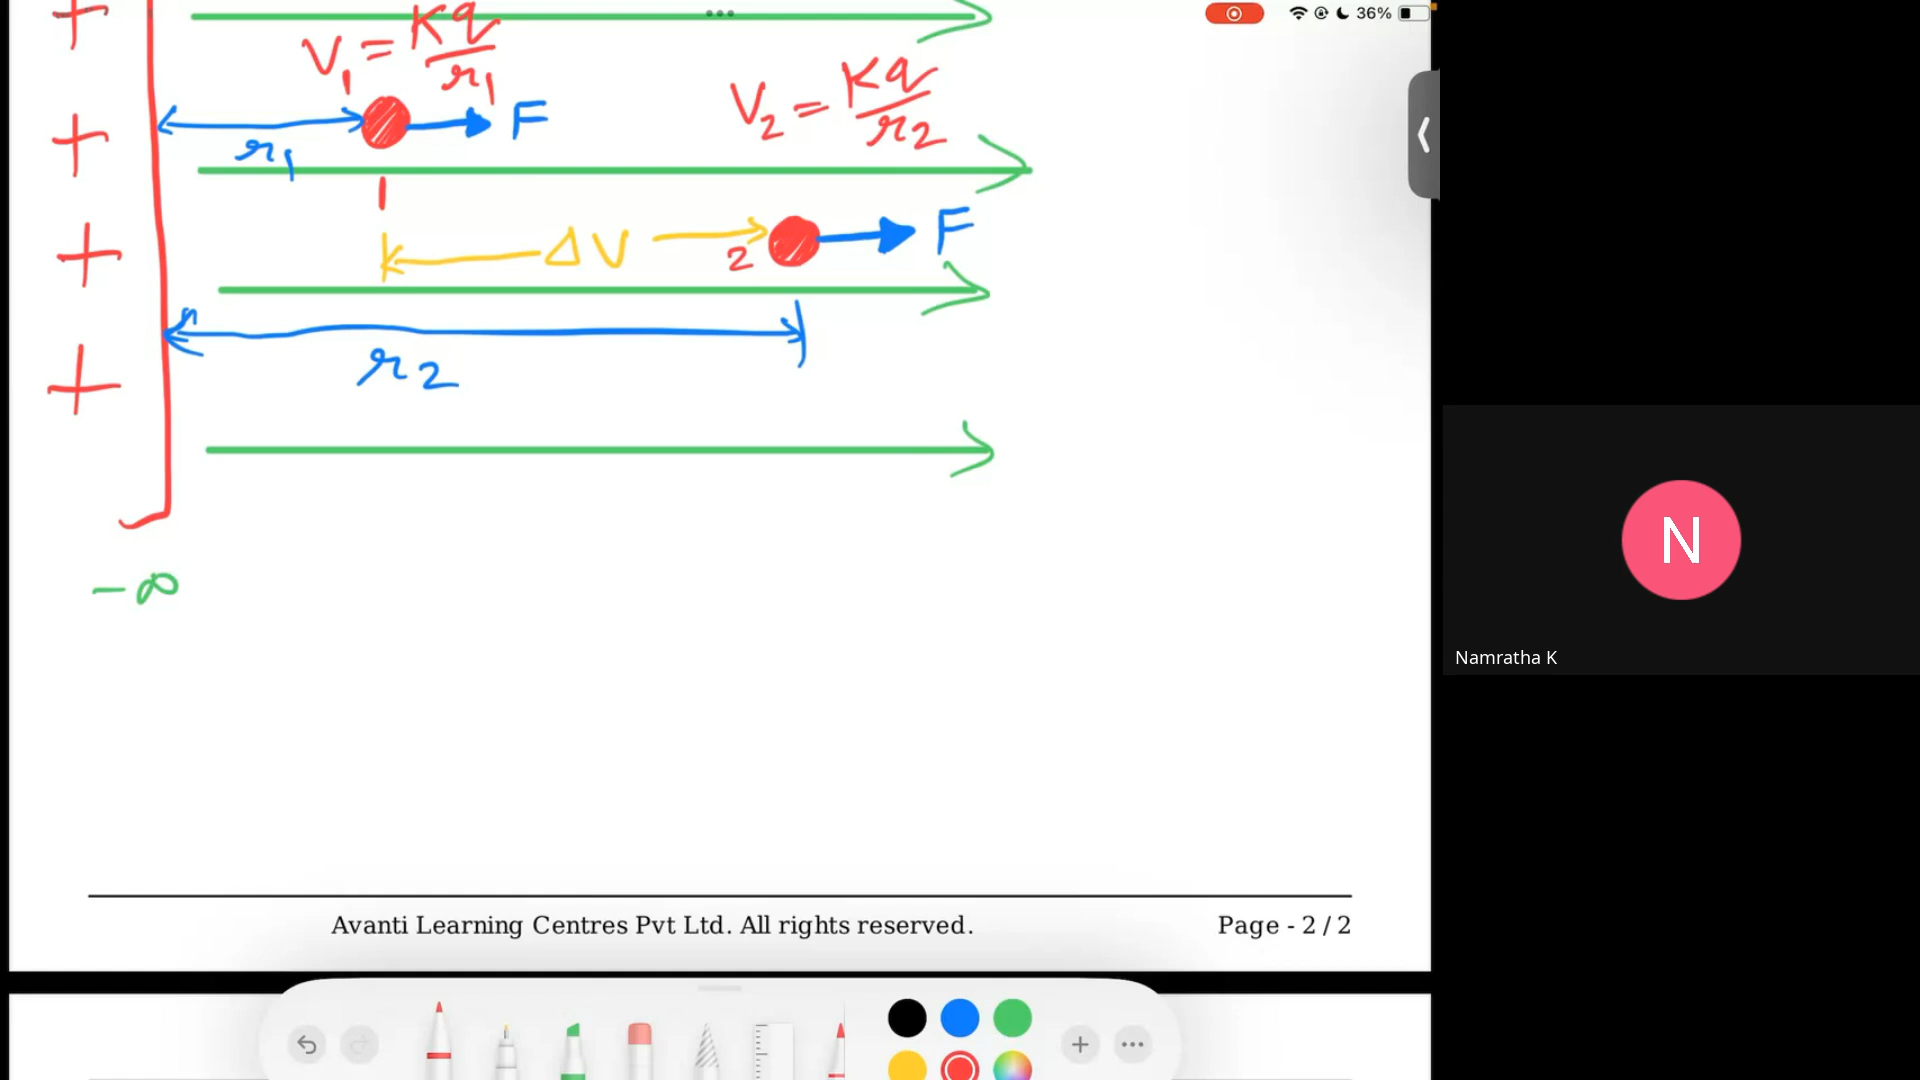 36%
V₁ = Kq/r₁
V₂ = Kq/r₂
F
r₁
1
ΔV
2
F
r₂
-∞
N
Namratha K
Avanti Learning Centres Pvt Ltd. All rights reserved.
Page - 2 / 2
+
+
+
+